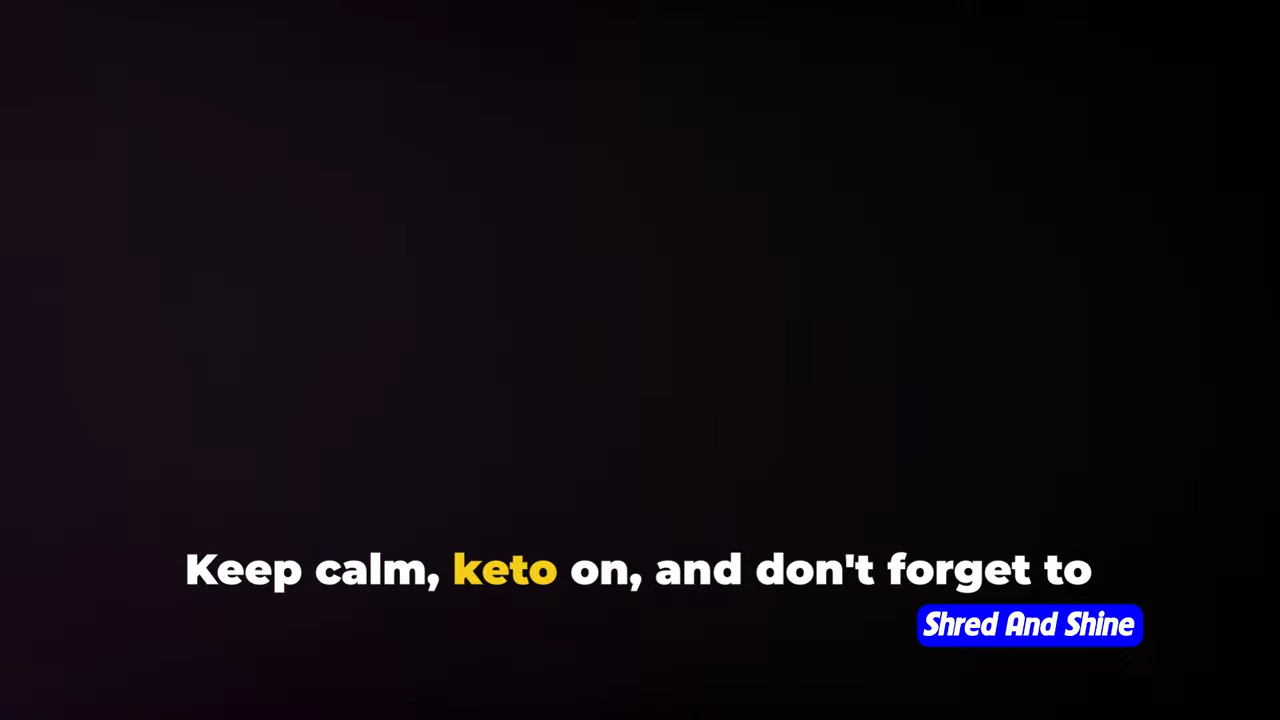 Keep calm, keto on, and don't forget to
Shred And Shine